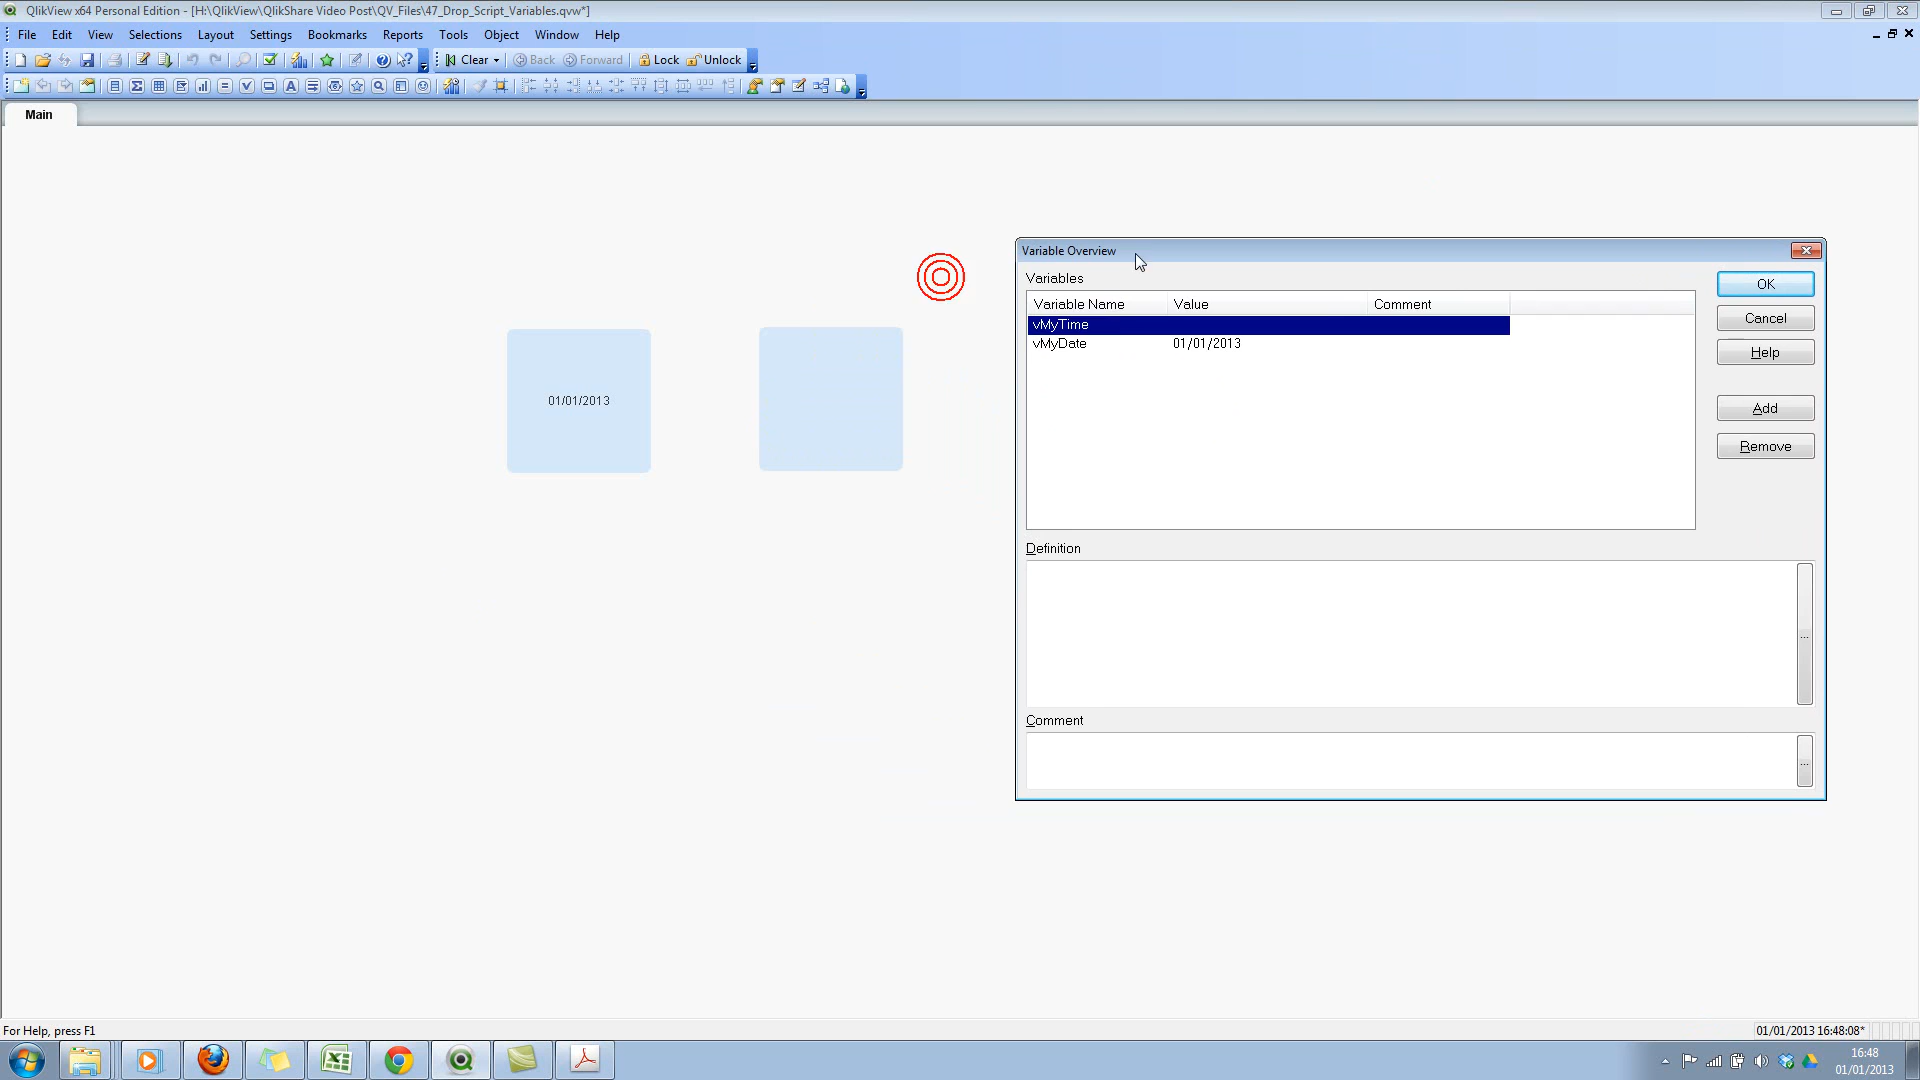 QlikView x64 Personal Edition - [H:\QlikView\QlikShare Video Post\QV_Files\47_Drop_Script_Variables.qvw*]
File Edit View Selections Layout Settings Bookmarks Reports Tools Object Window Help
Clear Back Forward Lock Unlock
Main
Variable Overview
Variables
OK
Variable Name Value Comment
Cancel
vMyTime
vMyDate 01/01/2013
Help
01/01/2013
Add
Remove
Definition
...
Comment
...
For Help, press F1
01/01/2013 16:48:08*
16:48
01/01/2013